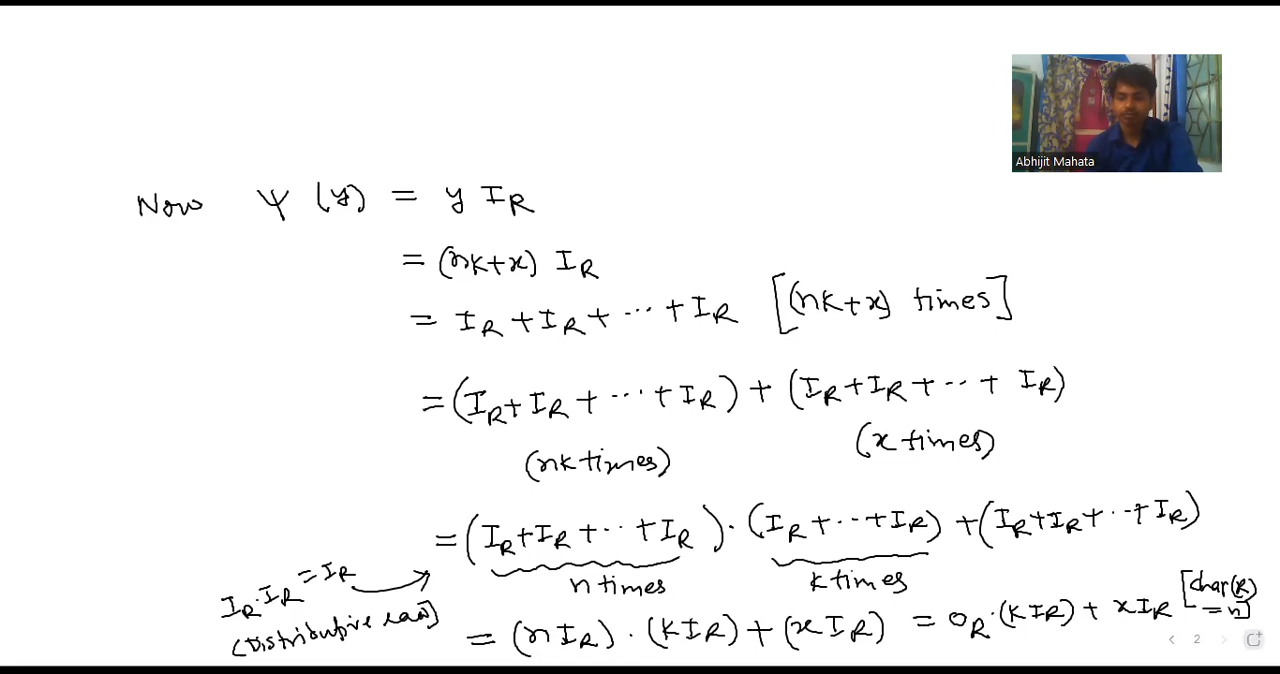 Abhijit Mahata
Now ψ (y) = y I_R
= (nk+x) I_R
= I_R + I_R + ... + I_R [(nk+x) times]
= (I_R + I_R + ... + I_R) + (I_R + I_R + ... + I_R)
(nk times) (x times)
= (I_R + I_R + ... + I_R) . (I_R + ... + I_R) + (I_R + I_R + ... + I_R)
n times k times
I_R . I_R = I_R
(Distributive law)
= (n I_R) . (k I_R) + (x I_R) = 0_R . (k I_R) + x I_R [char(R) = n]
2